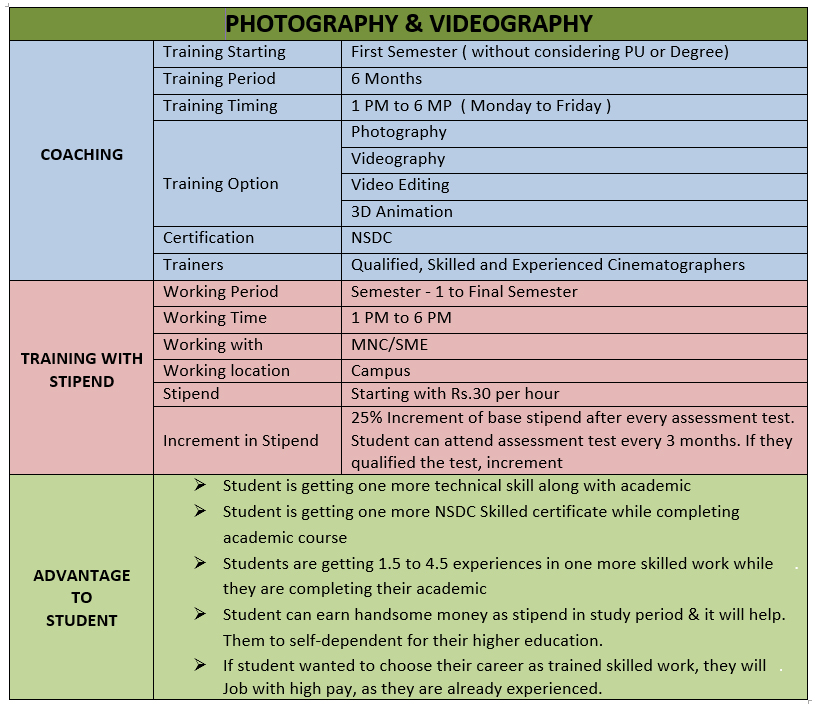 PHOTOGRAPHY & VIDEOGRAPHY
COACHING
Training Starting
First Semester ( without considering PU or Degree)
Training Period
6 Months
Training Timing
1 PM to 6 MP ( Monday to Friday )
Training Option
Photography
Videography
Video Editing
3D Animation
Certification
NSDC
Trainers
Qualified, Skilled and Experienced Cinematographers
TRAINING WITH
STIPEND
Working Period
Semester - 1 to Final Semester
Working Time
1 PM to 6 PM
Working with
MNC/SME
Working location
Campus
Stipend
Starting with Rs.30 per hour
Increment in Stipend
25% Increment of base stipend after every assessment test.
Student can attend assessment test every 3 months. If they
qualified the test, increment
ADVANTAGE
TO
STUDENT
➢ Student is getting one more technical skill along with academic
➢ Student is getting one more NSDC Skilled certificate while completing
academic course
➢ Students are getting 1.5 to 4.5 experiences in one more skilled work while
they are completing their academic
➢ Student can earn handsome money as stipend in study period & it will help.
Them to self-dependent for their higher education.
➢ If student wanted to choose their career as trained skilled work, they will
Job with high pay, as they are already experienced.